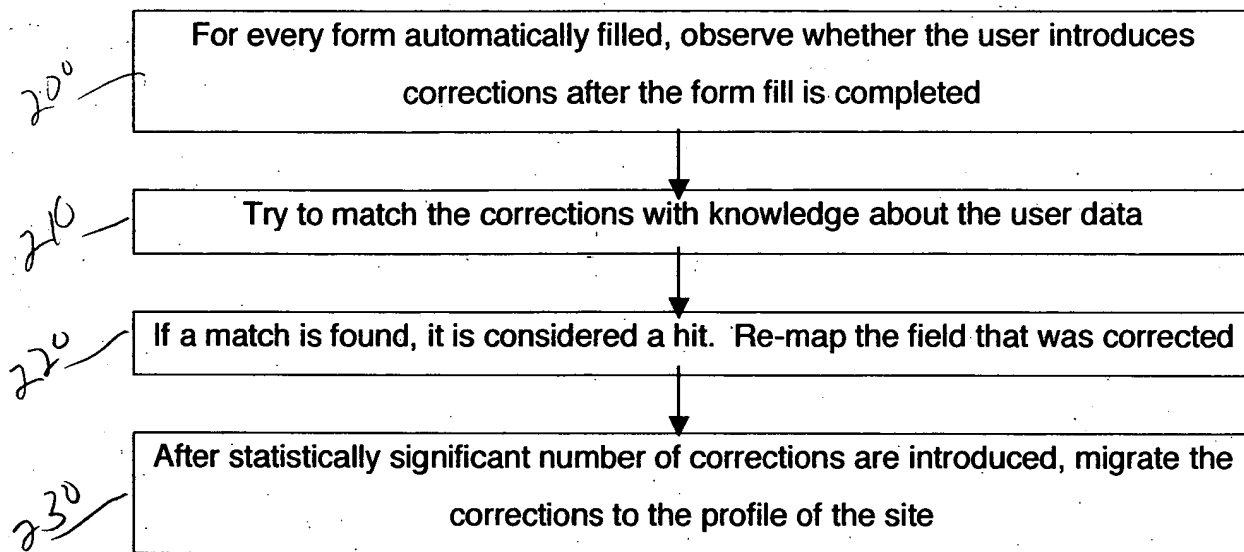 For every form automatically filled, observe whether the user introduces
corrections after the form fill is completed
200
Try to match the corrections with knowledge about the user data
210
If a match is found, it is considered a hit. Re-map the field that was corrected
220
After statistically significant number of corrections are introduced, migrate the
corrections to the profile of the site
230